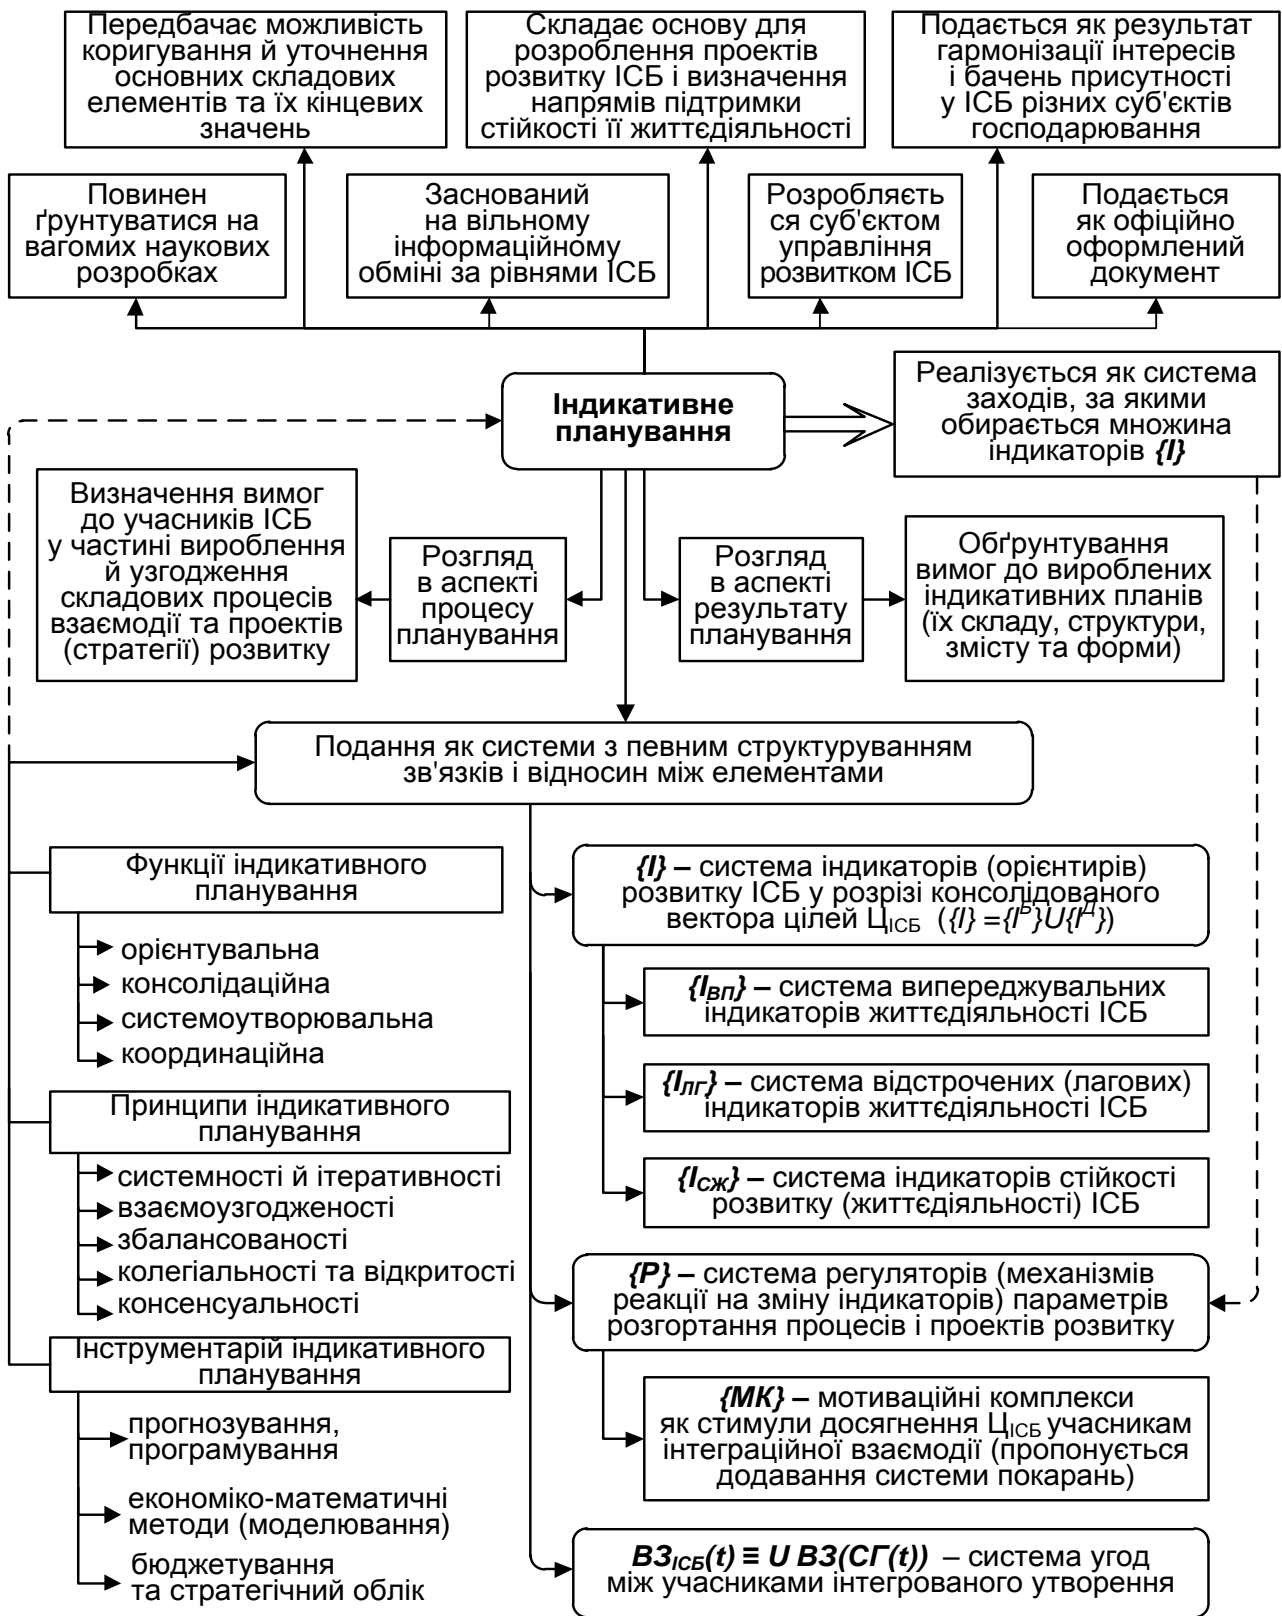 Передбачає можливість
коригування й уточнення
основних складових
елементів та їх кінцевих
значень
Складає основу для
розроблення проектів
розвитку ІСБ і визначення
напрямів підтримки
стійкості її життєдіяльності
Подається як результат
гармонізації інтересів
і бачень присутності
у ІСБ різних суб'єктів
господарювання
Повинен
ґрунтуватися на
вагомих наукових
розробках
Заснований
на вільному
інформаційному
обміні за рівнями ІСБ
Розробляєть
ся суб'єктом
управління
розвитком ІСБ
Подається
як офіційно
оформлений
документ
Індикативне
планування
Реалізується як система
заходів, за якими
обирається множина
індикаторів {І}
Визначення вимог
до учасників ІСБ
у частині вироблення
й узгодження
складових процесів
взаємодії та проектів
(стратегії) розвитку
Розгляд
в аспекті
процесу
планування
Розгляд
в аспекті
результату
планування
Обґрунтування
вимог до вироблених
індикативних планів
(їх складу, структури,
змісту та форми)
Подання як системи з певним структуруванням
зв'язків і відносин між елементами
Функції індикативного
планування
орієнтувальна
консолідаційна
системоутворювальна
координаційна
Принципи індикативного
планування
системності й ітеративності
взаємоузгодженості
збалансованості
колегіальності та відкритості
консенсуальності
Інструментарій індикативного
планування
прогнозування,
програмування
економіко-математичні
методи (моделювання)
бюджетування
та стратегічний облік
{І} – система індикаторів (орієнтирів)
розвитку ІСБ у розрізі консолідованого
вектора цілей ЦІСБ ({І} ={ІБ}U{ІД})
{ІВП} – система випереджувальних
індикаторів життєдіяльності ІСБ
{ІЛГ} – система відстрочених (лагових)
індикаторів життєдіяльності ІСБ
{ІСЖ} – система індикаторів стійкості
розвитку (життєдіяльності) ІСБ
{Р} – система регуляторів (механізмів
реакції на зміну індикаторів) параметрів
розгортання процесів і проектів розвитку
{МК} – мотиваційні комплекси
як стимули досягнення ЦІСБ учасникам
інтеграційної взаємодії (пропонується
додавання системи покарань)
ВЗІСБ(t) ≡ U ВЗ(СГ(t)) – система угод
між учасниками інтегрованого утворення